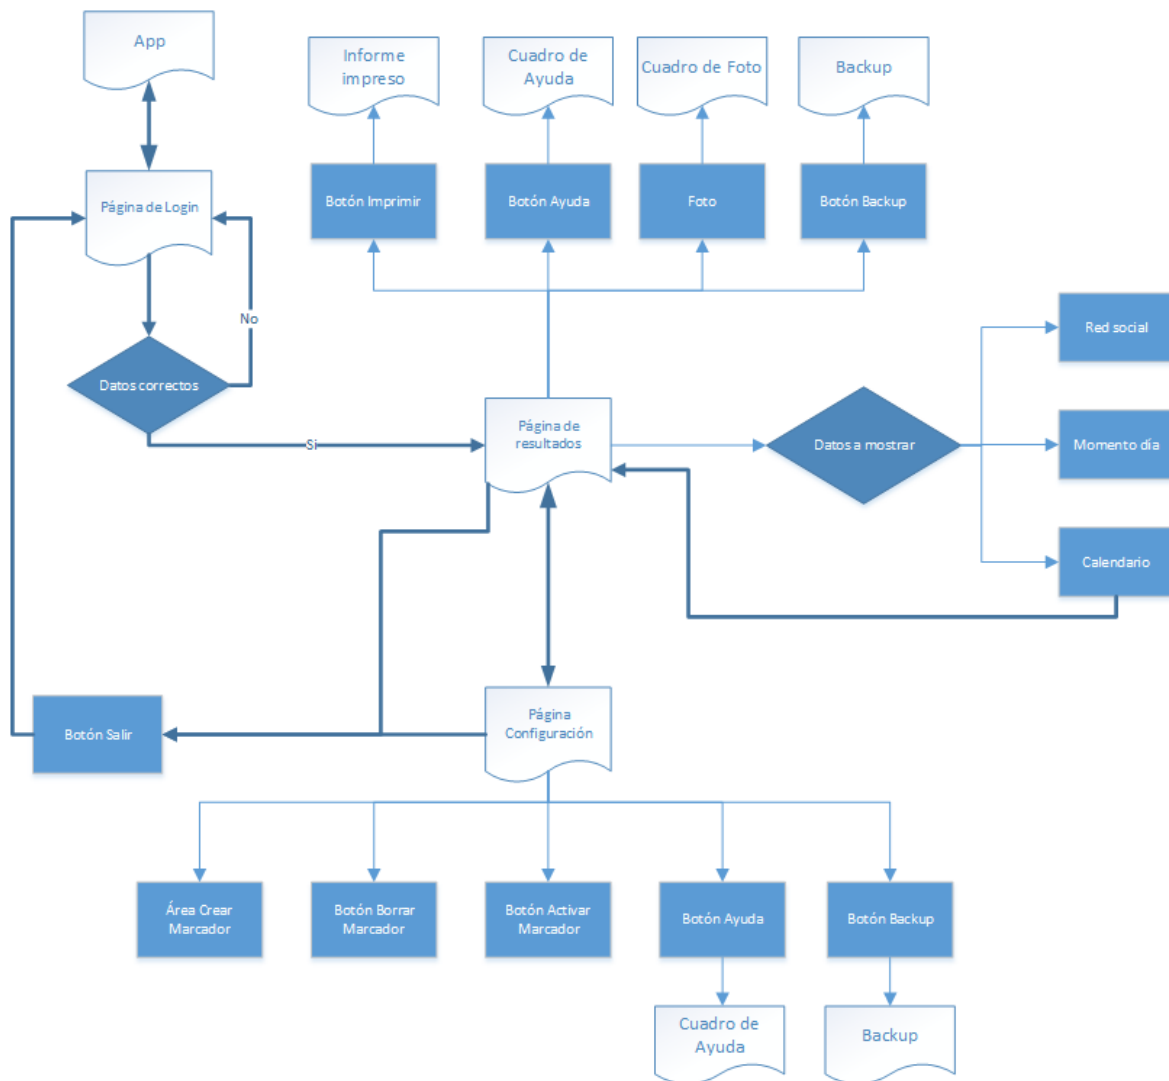 App
Informe
impreso
Cuadro de
Ayuda
Cuadro de Foto
Backup
Página de Login
Botón Imprimir
Botón Ayuda
Foto
Botón Backup
No
Datos correctos
Si
Página de
resultados
Datos a mostrar
Red social
Momento día
Calendario
Página
Configuración
Botón Salir
Área Crear
Marcador
Botón Borrar
Marcador
Botón Activar
Marcador
Botón Ayuda
Botón Backup
Cuadro de
Ayuda
Backup